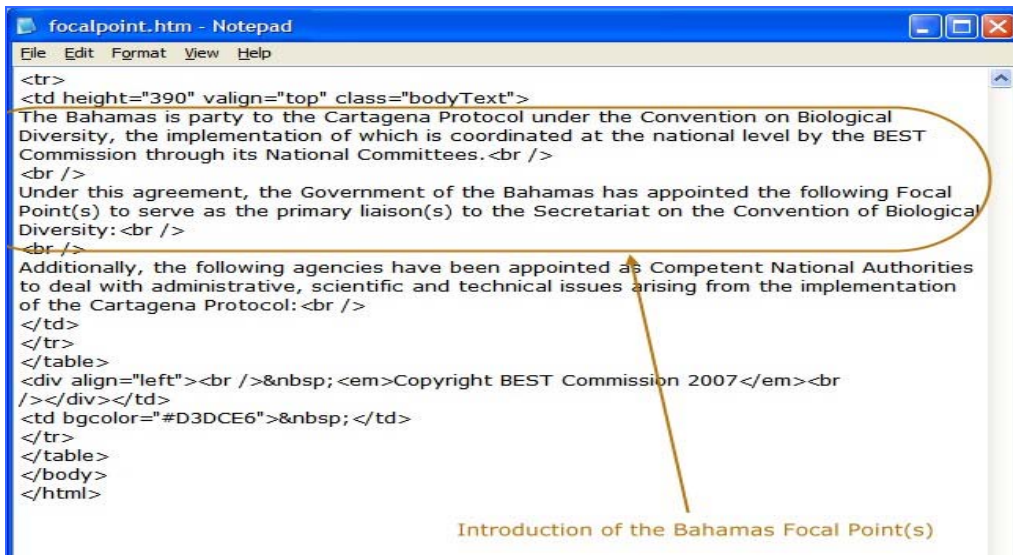 focalpoint.htm - Notepad
File Edit Format View Help
<tr>
<td height="390" valign="top" class="bodyText">
The Bahamas is party to the Cartagena Protocol under the Convention on Biological
Diversity, the implementation of which is coordinated at the national level by the BEST
Commission through its National Committees.<br />
<br />
Under this agreement, the Government of the Bahamas has appointed the following Focal
Point(s) to serve as the primary liaison(s) to the Secretariat on the Convention of Biological
Diversity:<br />
<br />
Additionally, the following agencies have been appointed as Competent National Authorities
to deal with administrative, scientific and technical issues arising from the implementation
of the Cartagena Protocol:<br />
</td>
</tr>
</table>
<div align="left"><br />&nbsp;<em>Copyright BEST Commission 2007</em><br
/></div></td>
<td bgcolor="#D3DCE6">&nbsp;</td>
</tr>
</table>
</body>
</html>
Introduction of the Bahamas Focal Point(s)